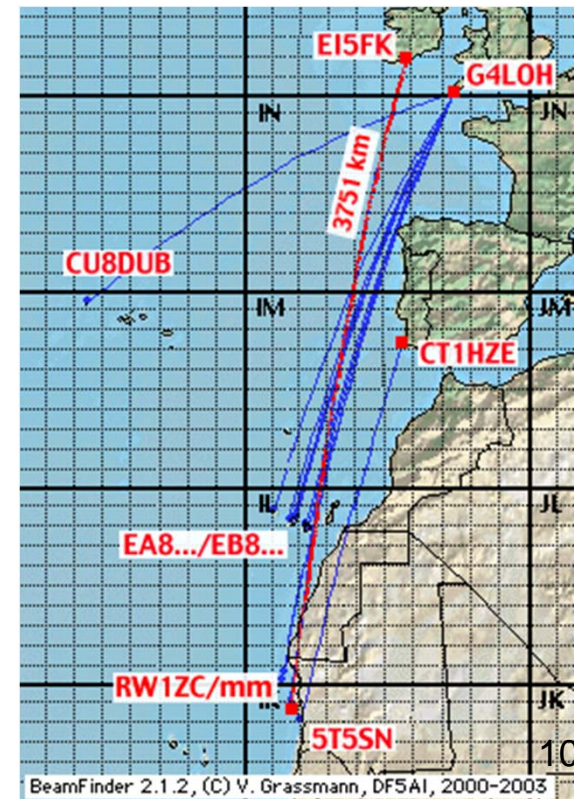 EI5FK
G4LOH
IN
JN
3751 km
CU8DUB
IM
JM
CT1HZE
IL
JL
EA8.../EB8...
RW1ZC/mm
JK
5T5SN
10
BeamFinder 2.1.2, (C) V. Grassmann, DF5AI, 2000-2003